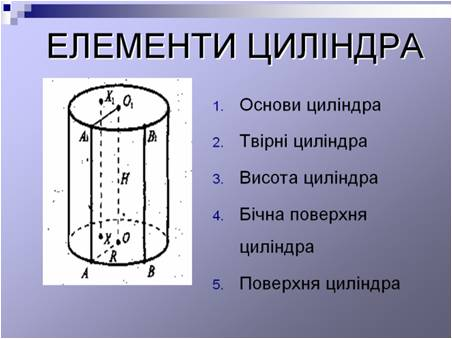 ЕЛЕМЕНТИ ЦИЛІНДРА
X₁ O₁
A₁ B₁
H
X O
R
A B
1. Основи циліндра
2. Твірні циліндра
3. Висота циліндра
4. Бічна поверхня
циліндра
5. Поверхня циліндра